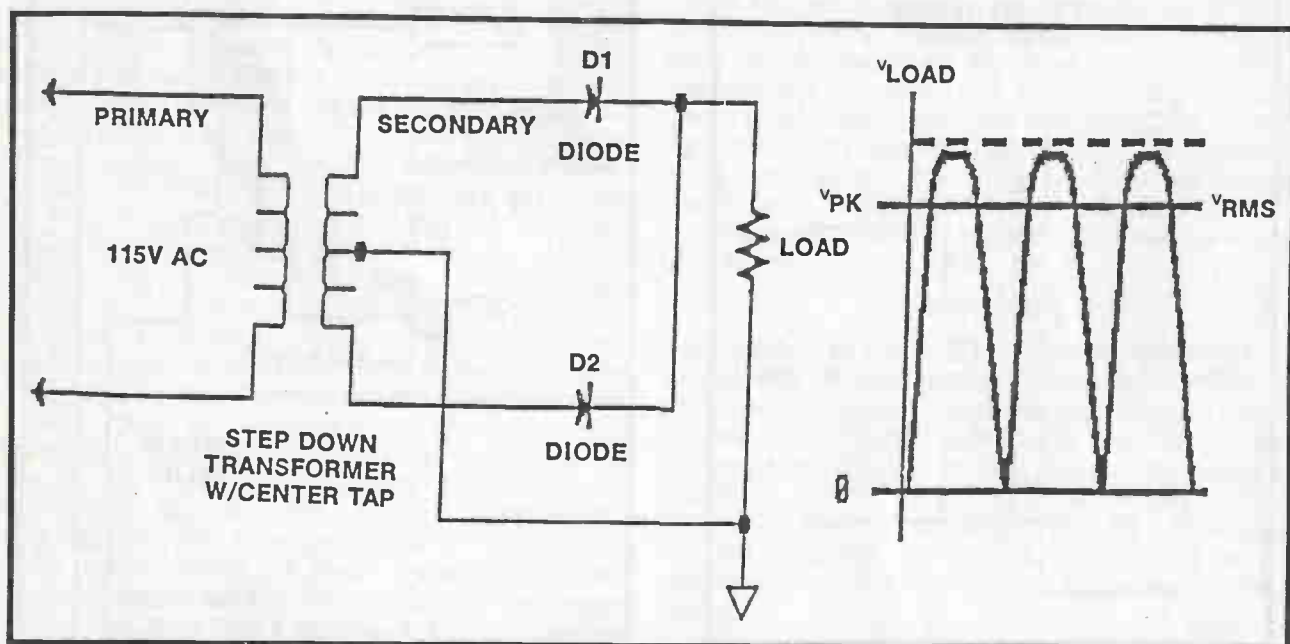 D1
PRIMARY
SECONDARY
DIODE
115V AC
LOAD
D2
DIODE
STEP DOWN
TRANSFORMER
W/CENTER TAP
VLOAD
VPK
VRMS
0